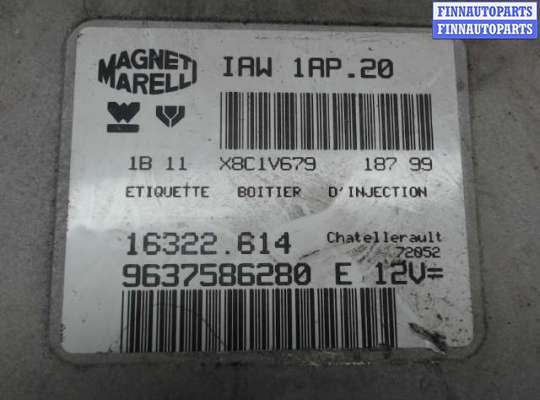 FINNAUTOPARTS
FINNAUTOPARTS
MAGNETI
MARELLI
IAW 1AP.20
1B 11 X8C1V679 187 99
ETIQUETTE BOITIER D'INJECTION
16322.614 Chatellerault
72052
9637586280 E 12V=